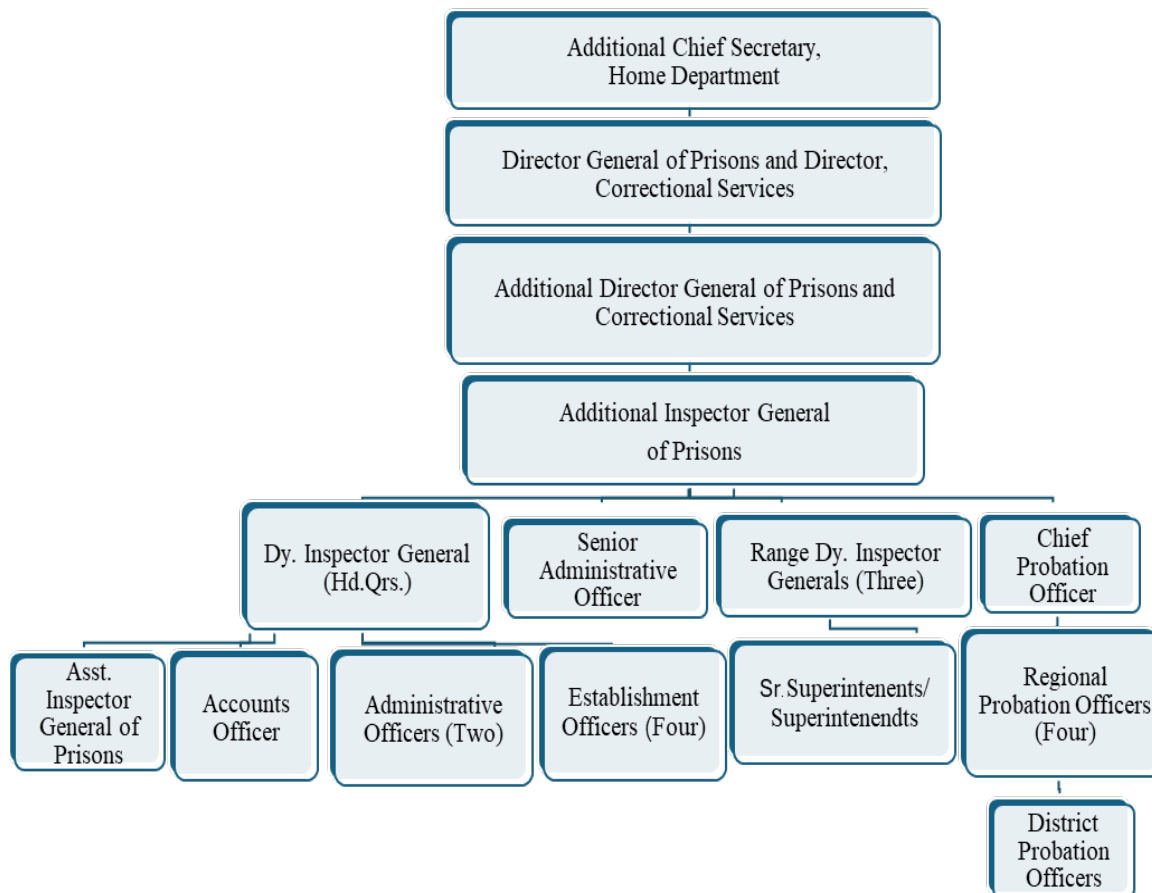 Additional Chief Secretary,
Home Department
Director General of Prisons and Director,
Correctional Services
Additional Director General of Prisons and
Correctional Services
Additional Inspector General
of Prisons
Dy. Inspector General
(Hd.Qrs.)
Senior
Administrative
Officer
Range Dy. Inspector
Generals (Three)
Chief
Probation
Officer
Asst.
Inspector
General of
Prisons
Accounts
Officer
Administrative
Officers (Two)
Establishment
Officers (Four)
Sr. Superintenents/
Superintenendts
Regional
Probation Officers
(Four)
District
Probation
Officers